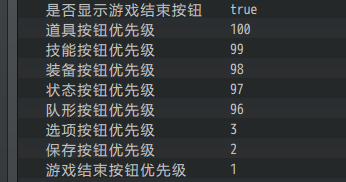 是否显示游戏结束按钮 true
道具按钮优先级 100
技能按钮优先级 99
装备按钮优先级 98
状态按钮优先级 97
队形按钮优先级 96
选项按钮优先级 3
保存按钮优先级 2
游戏结束按钮优先级 1